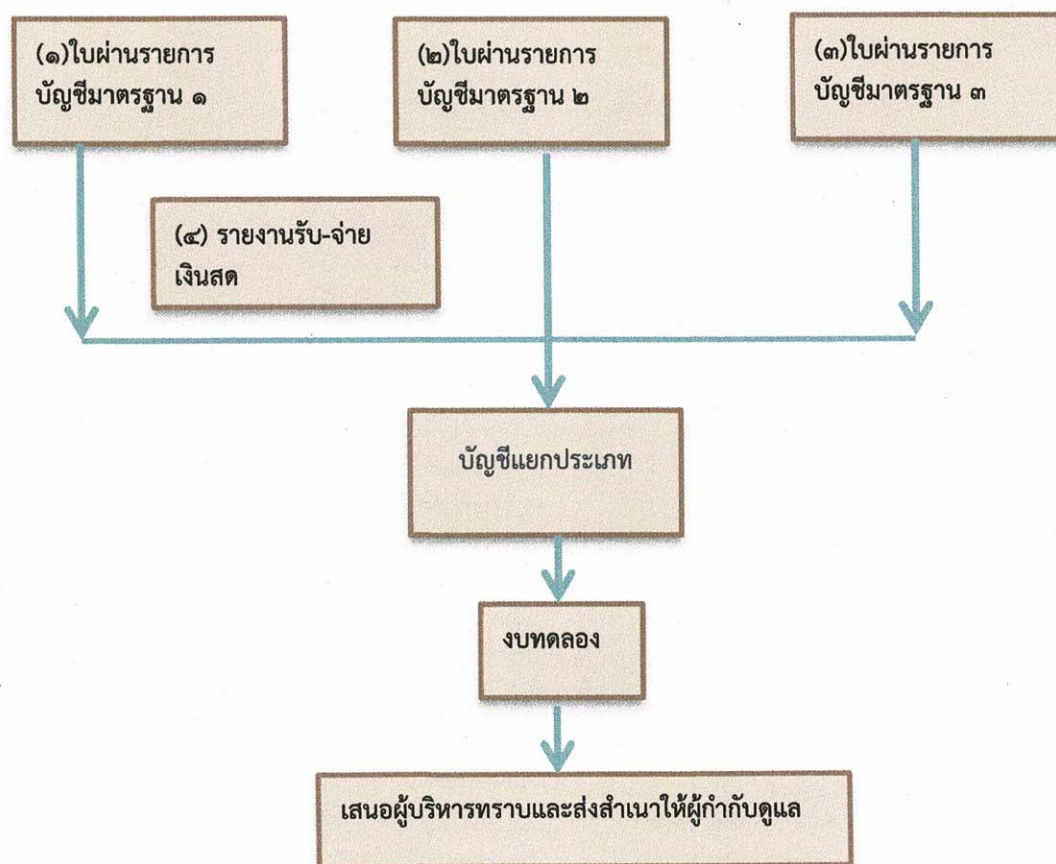 (๑)ใบผ่านรายการ
บัญชีมาตรฐาน ๑
(๒)ใบผ่านรายการ
บัญชีมาตรฐาน ๒
(๓)ใบผ่านรายการ
บัญชีมาตรฐาน ๓
(๔) รายงานรับ-จ่าย
เงินสด
บัญชีแยกประเภท
งบทดลอง
เสนอผู้บริหารทราบและส่งสำเนาให้ผู้กำกับดูแล